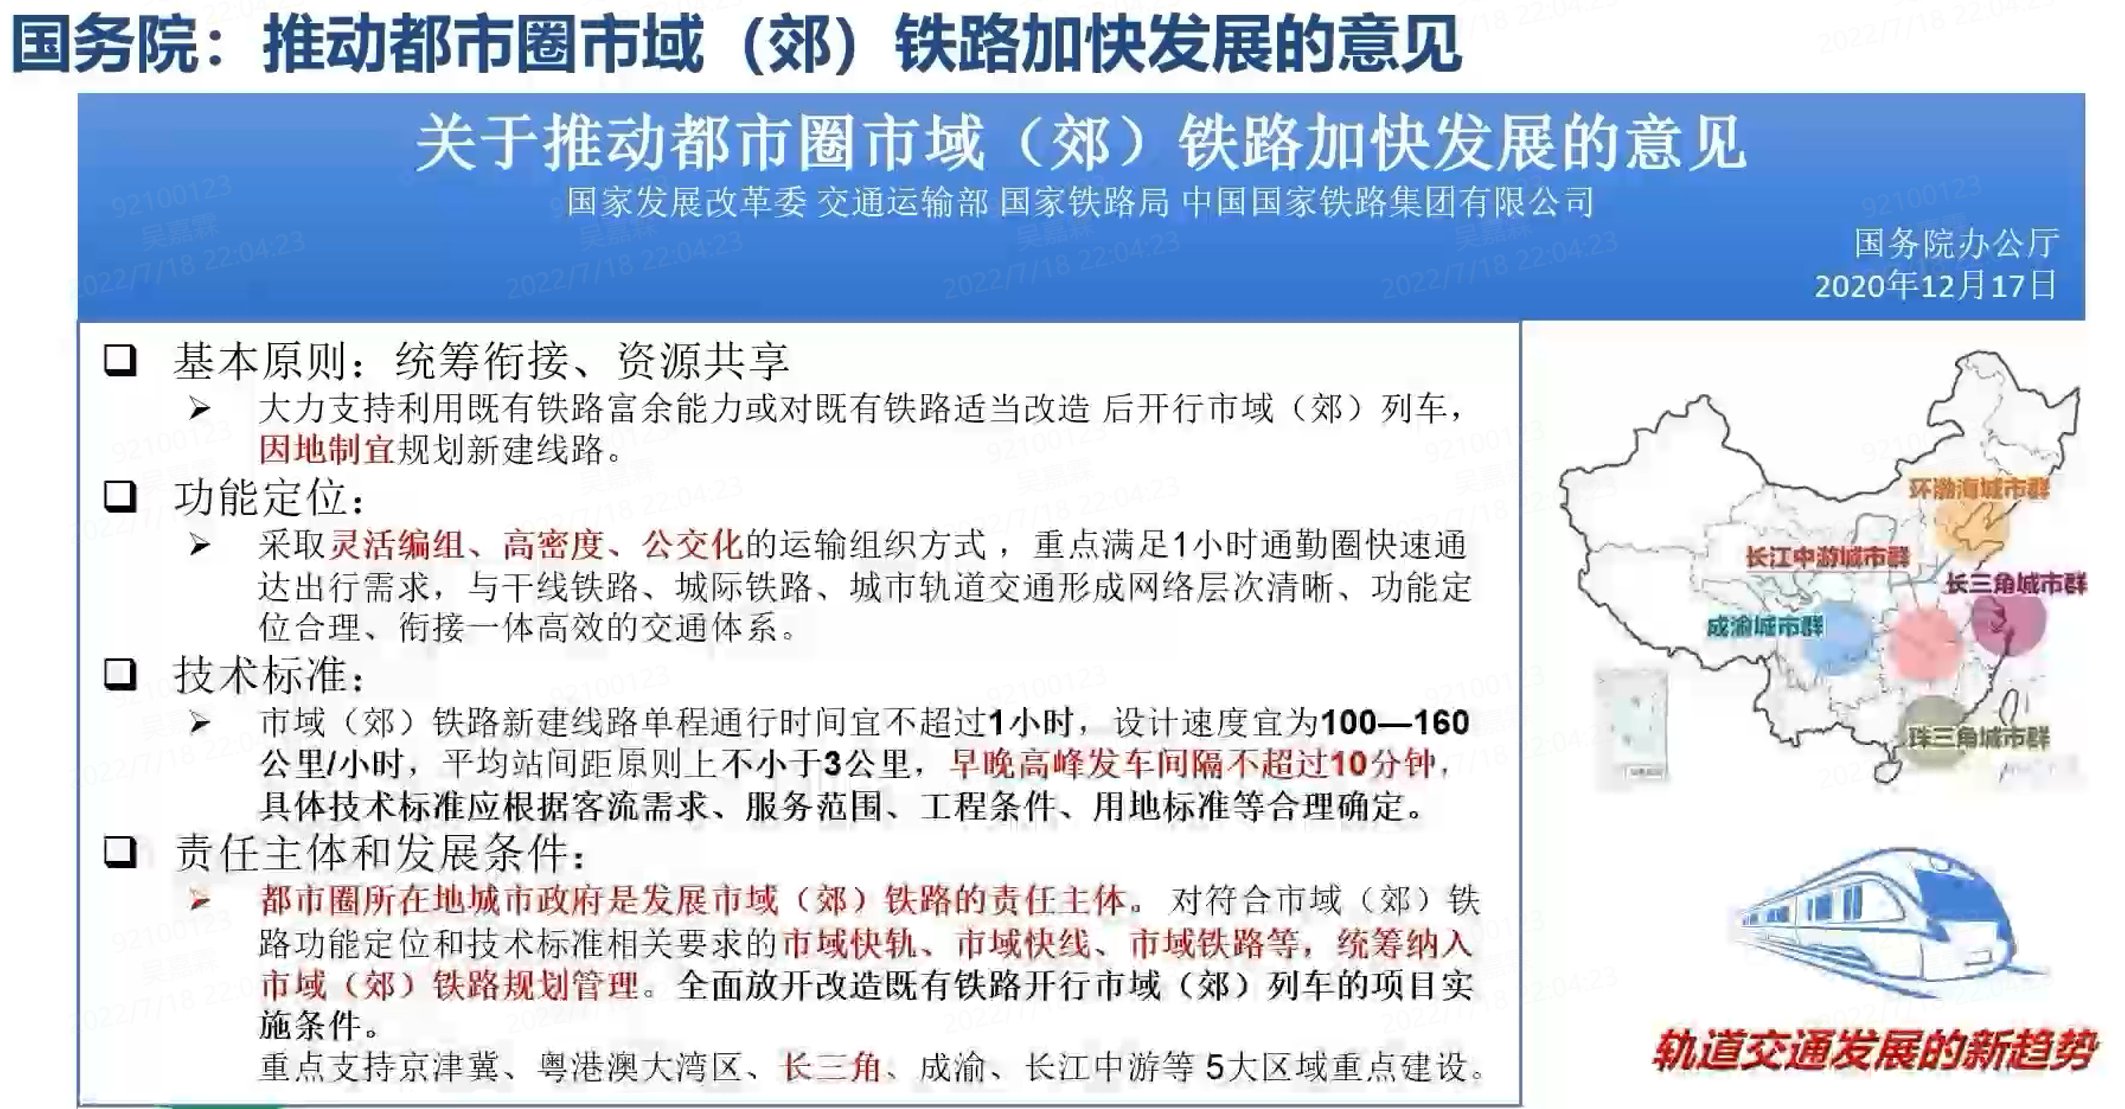 国务院：推动都市圈市域（郊）铁路加快发展的意见
关于推动都市圈市域（郊）铁路加快发展的意见
国家发展改革委 交通运输部 国家铁路局 中国国家铁路集团有限公司
国务院办公厅
2020年12月17日
基本原则：统筹衔接、资源共享
大力支持利用既有铁路富余能力或对既有铁路适当改造 后开行市域（郊）列车，
因地制宜规划新建线路。
功能定位：
采取灵活编组、高密度、公交化的运输组织方式 ，重点满足1小时通勤圈快速通
达出行需求，与干线铁路、城际铁路、城市轨道交通形成网络层次清晰、功能定
位合理、衔接一体高效的交通体系。
技术标准：
市域（郊）铁路新建线路单程通行时间宜不超过1小时，设计速度宜为100—160
公里/小时，平均站间距原则上不小于3公里，早晚高峰发车间隔不超过10分钟，
具体技术标准应根据客流需求、服务范围、工程条件、用地标准等合理确定。
责任主体和发展条件：
都市圈所在地城市政府是发展市域（郊）铁路的责任主体。对符合市域（郊）铁
路功能定位和技术标准相关要求的市域快轨、市域快线、市域铁路等，统筹纳入
市域（郊）铁路规划管理。全面放开改造既有铁路开行市域（郊）列车的项目实
施条件。
重点支持京津冀、粤港澳大湾区、长三角、成渝、长江中游等 5大区域重点建设。
环渤海城市群
长江中游城市群
长三角城市群
成渝城市群
珠三角城市群
轨道交通发展的新趋势
92100123
吴嘉霖
2022/7/18 22:04:23